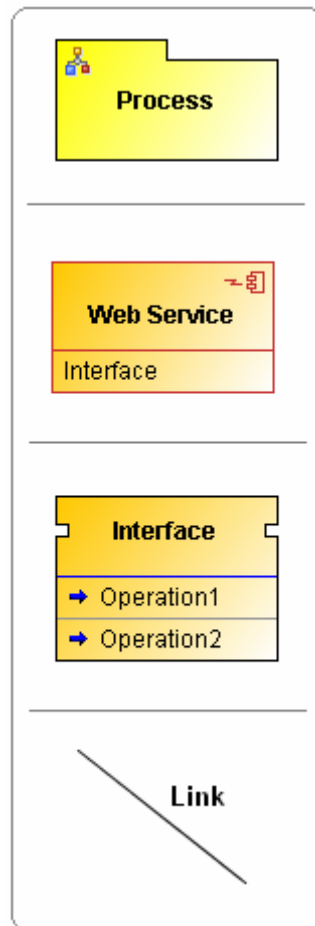 Process
Web Service
Interface
Interface
Operation1
Operation2
Link